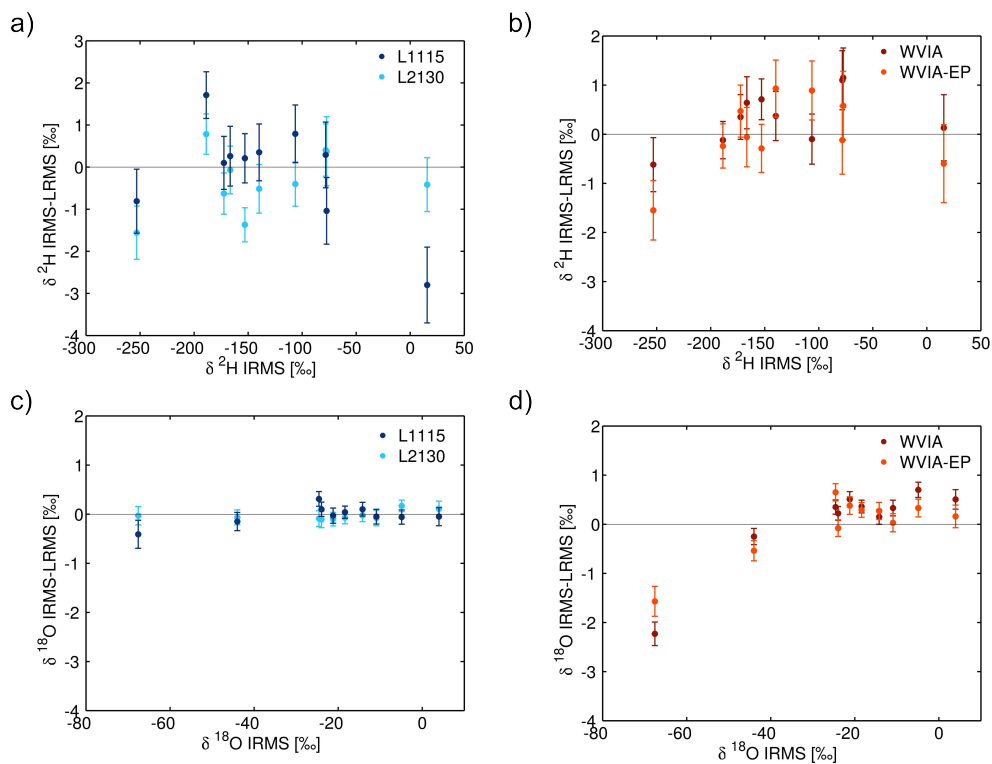 a)
3
2
1
0
-1
-2
-3
-4
-300
-250
-200
-150
-100
-50
0
50
δ ²H IRMS-LRMS [‰]
δ ²H IRMS [‰]
L1115
L2130
b)
2
1
0
-1
-2
-3
-4
-300
-250
-200
-150
-100
-50
0
50
δ ²H IRMS-LRMS [‰]
δ ²H IRMS [‰]
WVIA
WVIA-EP
c)
2
1
0
-1
-2
-3
-4
-80
-60
-40
-20
0
δ ¹⁸O IRMS-LRMS [‰]
δ ¹⁸O IRMS [‰]
L1115
L2130
d)
2
1
0
-1
-2
-3
-4
-80
-60
-40
-20
0
δ ¹⁸O IRMS-LRMS [‰]
δ ¹⁸O IRMS [‰]
WVIA
WVIA-EP